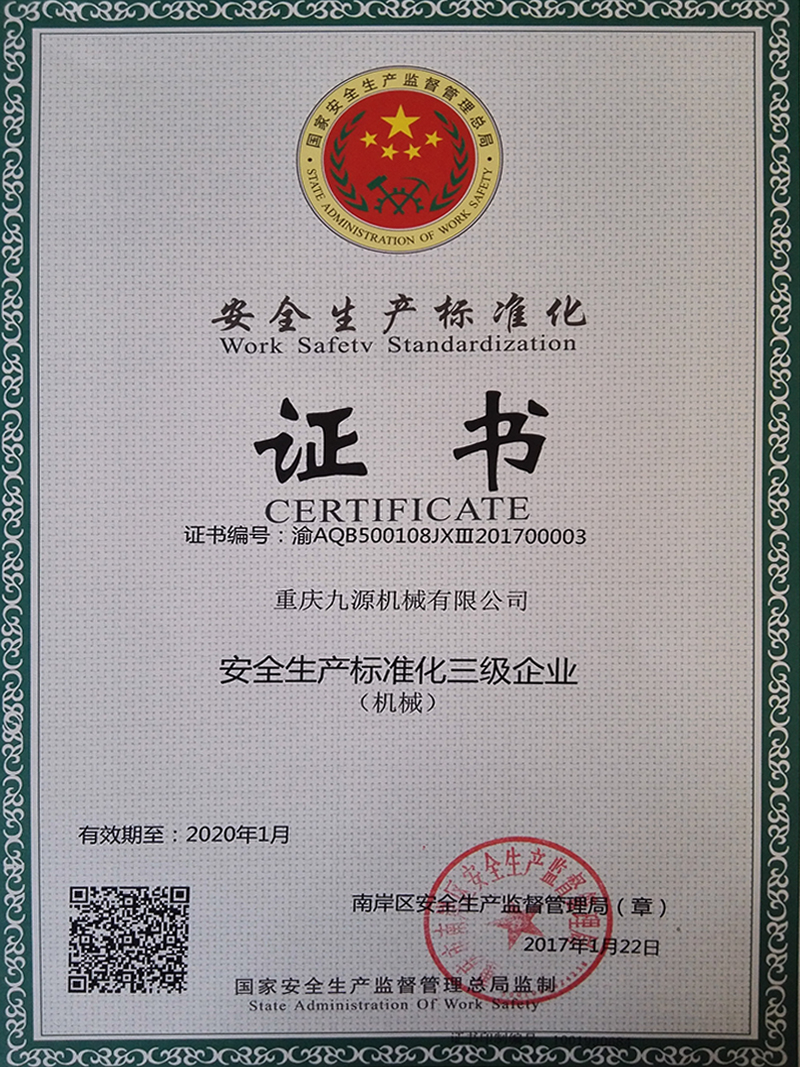 国家安全生产监督管理总局
STATE ADMINISTRATION OF WORK SAFETY
安全生产标准化
Work Safetv Standardization
证书
CERTIFICATE
证书编号：渝AQB500108JXⅢ201700003
重庆九源机械有限公司
安全生产标准化三级企业
（机械）
有效期至：2020年1月
南岸区安全生产监督管理局（章）
2017年1月22日
国家安全生产监督管理总局监制
State Administration Of Work Safety